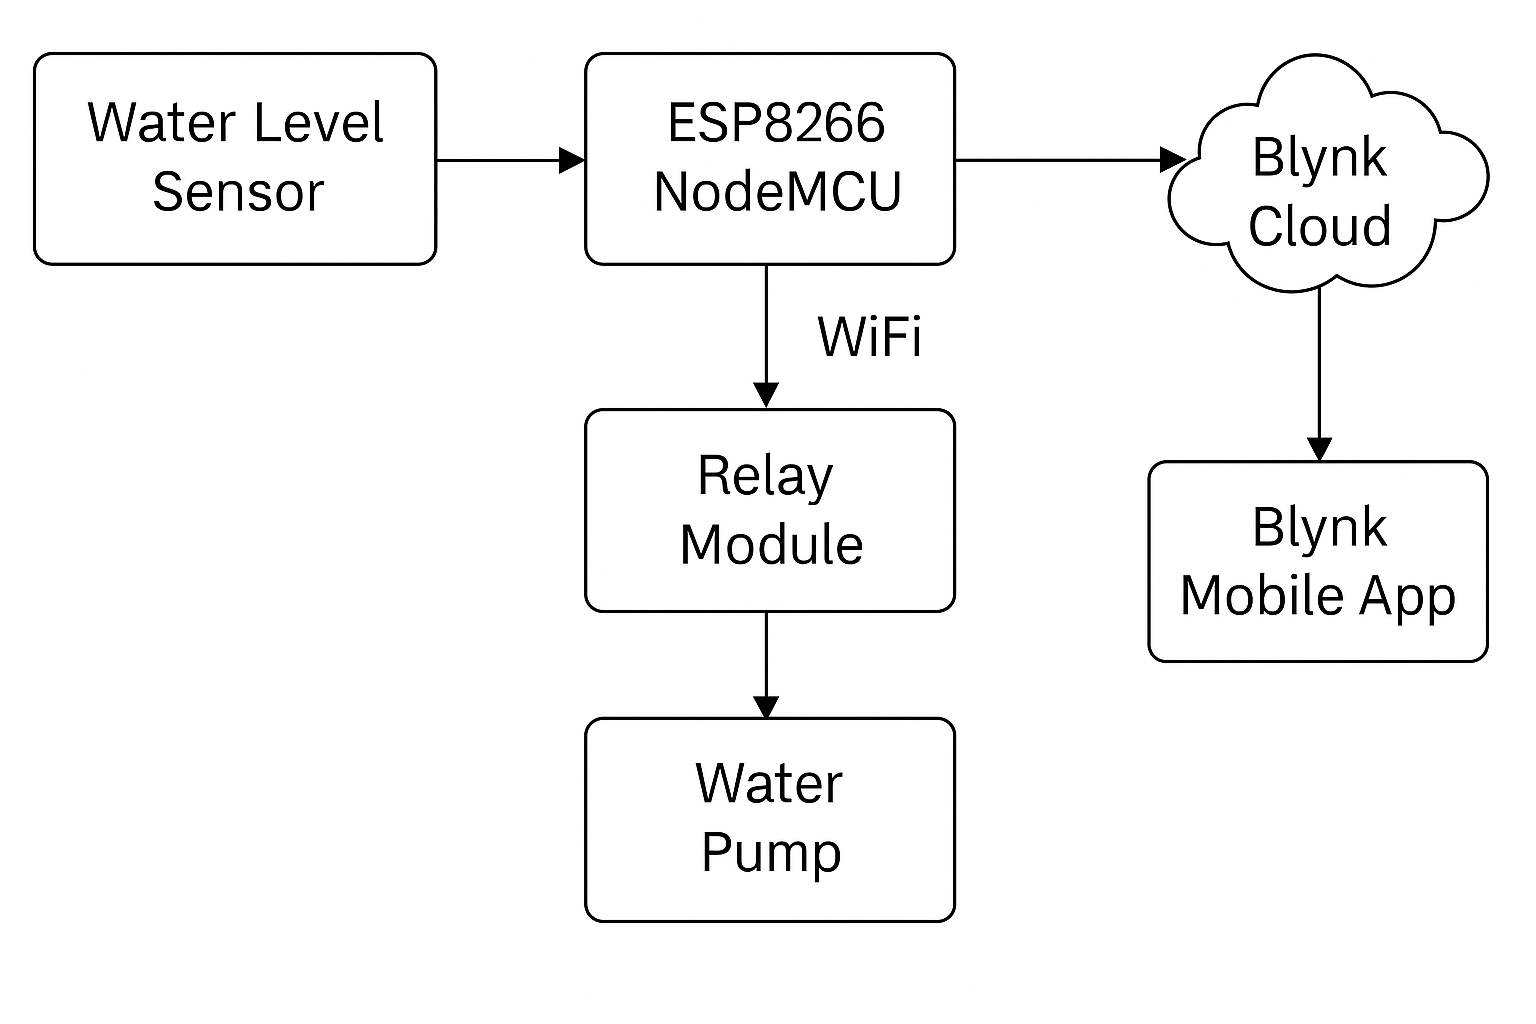 Water Level
Sensor
ESP8266
NodeMCU
Blynk
Cloud
WiFi
Relay
Module
Blynk
Mobile App
Water
Pump